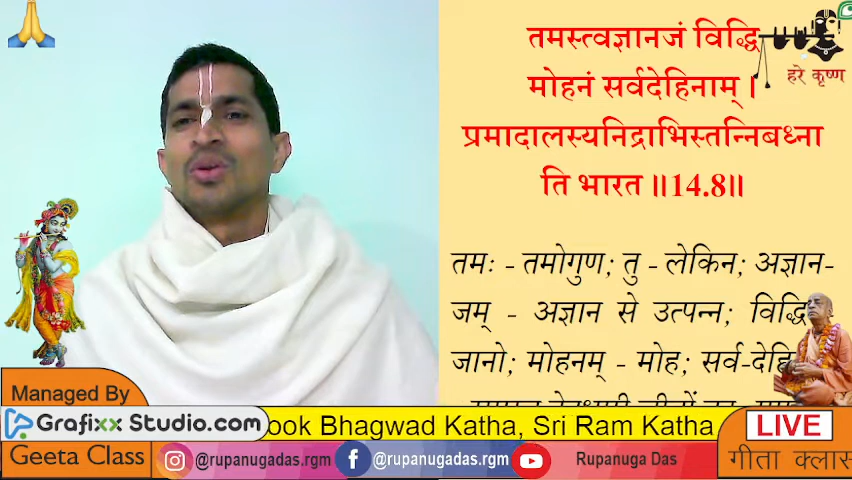 तमस्त्वज्ञानजं विद्धि
मोहनं सर्वदेहिनाम् ।
प्रमादालस्यनिद्राभिस्तन्निबध्ना
ति भारत ॥14.8॥
हरे कृष्ण
तमः - तमोगुण; तु - लेकिन; अज्ञान-
जम् - अज्ञान से उत्पन्न; विद्धि
जानो; मोहनम् - मोह; सर्व-
Managed By
Grafixx Studio.com
Geeta Class
ook Bhagwad Katha, Sri Ram Katha
LIVE
गीता क्लास
@rupanugadas.rgm
@rupanugadas.rgm
Rupanuga Das